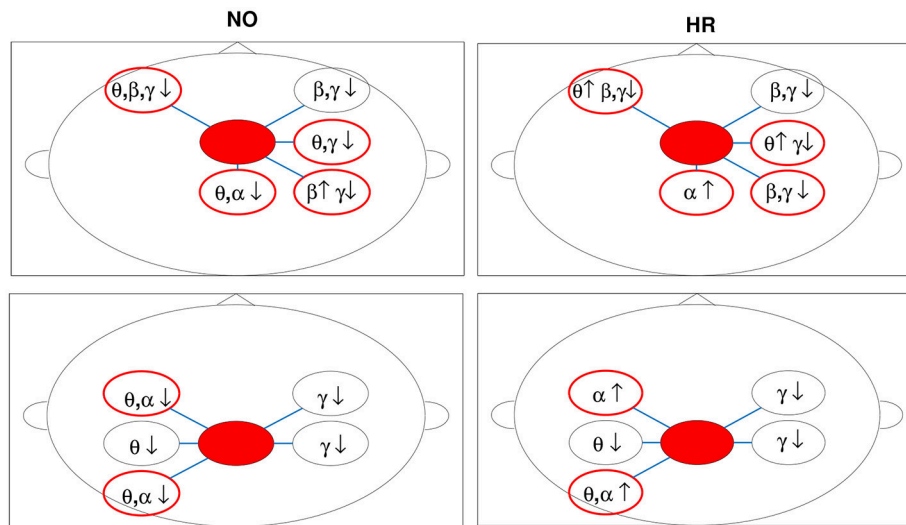 NO
HR
θ,β,γ ↓
β,γ ↓
θ,γ ↓
θ,α ↓
β↑ γ↓
θ↑ β,γ↓
β,γ ↓
θ↑ γ↓
α ↑
β,γ ↓
θ,α ↓
γ ↓
θ ↓
γ ↓
θ,α ↓
α ↑
γ ↓
θ ↓
γ ↓
θ,α ↑